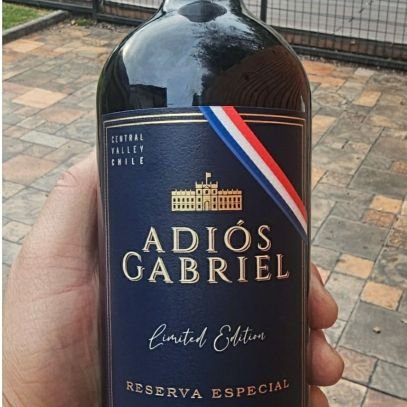 CENTRAL
VALLEY
CHILE
ADIÓS
GABRIEL
Limited Edition
RESERVA ESPECIAL